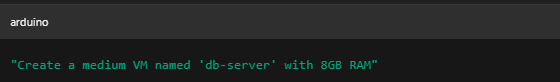 arduino
"Create a medium VM named 'db-server' with 8GB RAM"